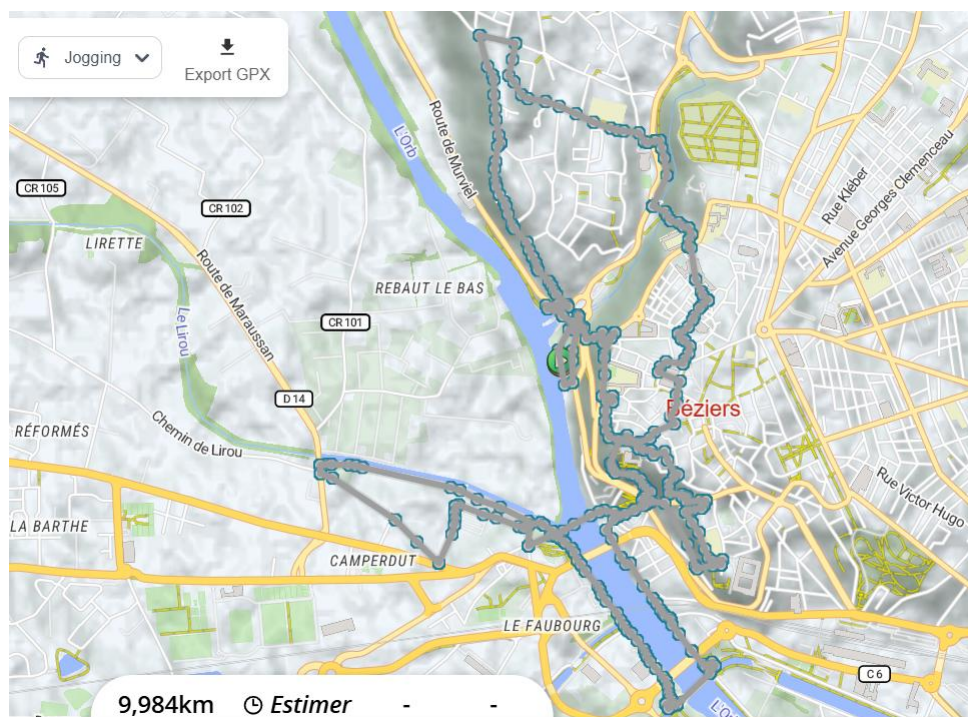 Jogging
Export GPX
Route de Murviel
L'Orb
CR 105
CR 102
LIRETTE
Route de Maraussan
REBAUT LE BAS
Rue Kléber
Avenue Georges Clemenceau
Le Lirou
CR 101
D 14
Béziers
RÉFORMÉS
Chemin de Lirou
Rue Victor Hugo
LA BARTHE
CAMPERDUT
LE FAUBOURG
C 6
L'Orb
9,984km Estimer - -